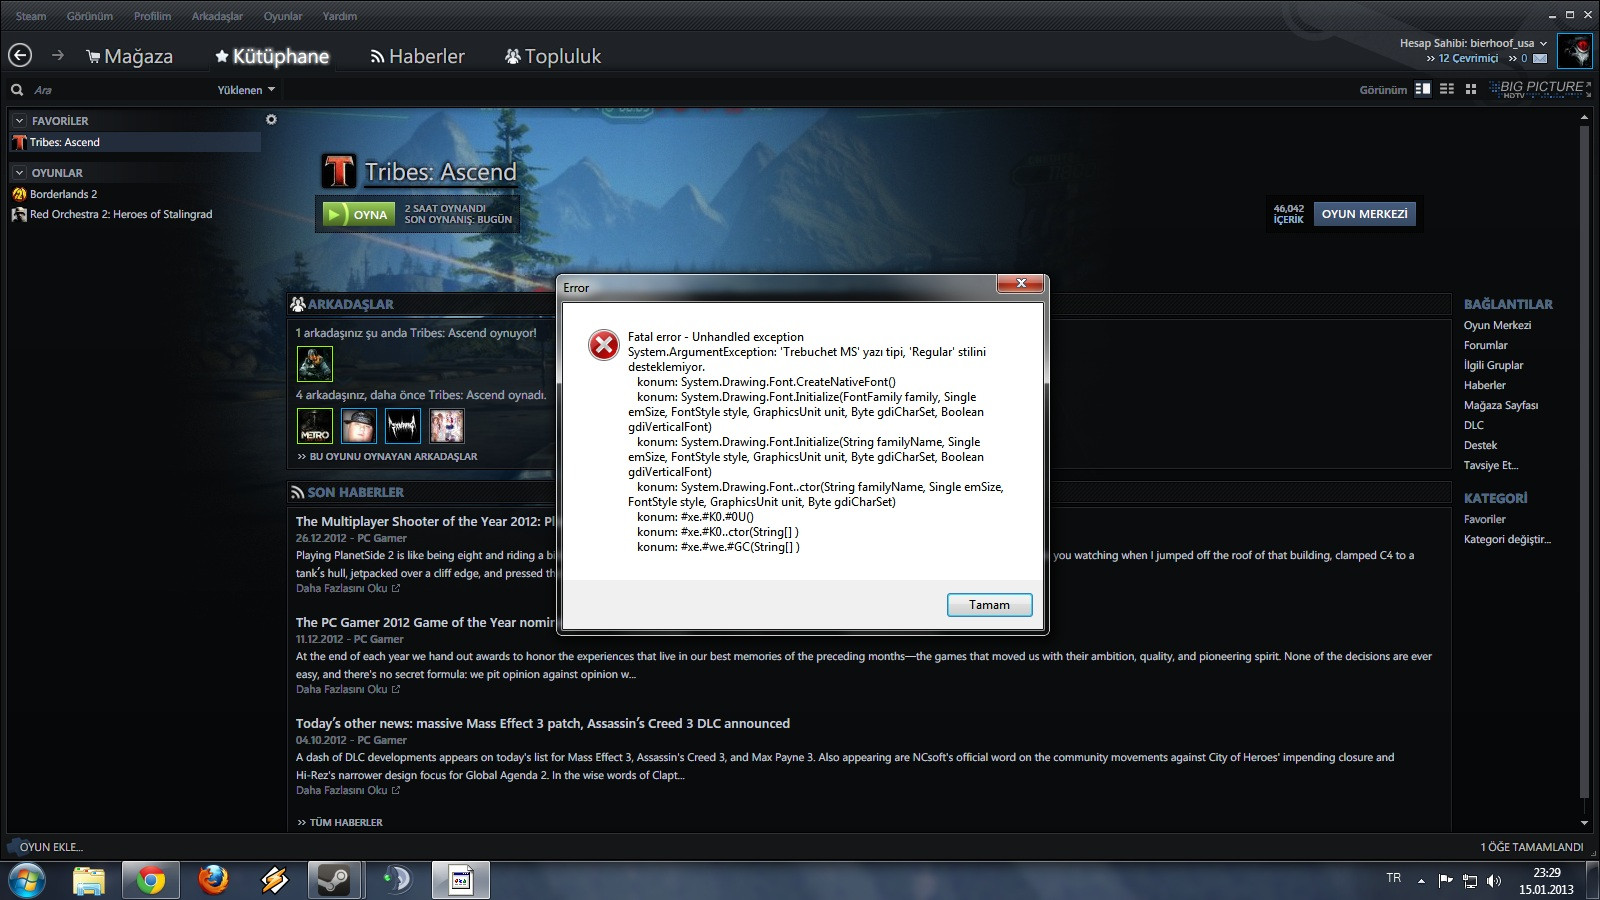 Steam Görünüm Profilim Arkadaşlar Oyunlar Yardım
Mağaza Kütüphane Haberler Topluluk
Hesap Sahibi: bierhoof_usa
» 12 Çevrimiçi » 0
Ara Yüklenen
Görünüm BIG PICTURE
HDTV
FAVORİLER
Tribes: Ascend
OYUNLAR
Borderlands 2
Red Orchestra 2: Heroes of Stalingrad
Tribes: Ascend
OYNA
2 SAAT OYNANDI
SON OYNANIŞ: BUGÜN
46,042
İÇERİK
OYUN MERKEZİ
ARKADAŞLAR
1 arkadaşınız şu anda Tribes: Ascend oynuyor!
4 arkadaşınız, daha önce Tribes: Ascend oynadı.
METRO
» BU OYUNU OYNAYAN ARKADAŞLAR
SON HABERLER
The Multiplayer Shooter of the Year 2012: Pl
26.12.2012 - PC Gamer
Playing PlanetSide 2 is like being eight and riding a bi
you watching when I jumped off the roof of that building, clamped C4 to a
tank's hull, jetpacked over a cliff edge, and pressed th
Daha Fazlasını Oku
The PC Gamer 2012 Game of the Year nomin
11.12.2012 - PC Gamer
At the end of each year we hand out awards to honor the experiences that live in our best memories of the preceding months—the games that moved us with their ambition, quality, and pioneering spirit. None of the decisions are ever
easy, and there's no secret formula: we pit opinion against opinion w...
Daha Fazlasını Oku
Today's other news: massive Mass Effect 3 patch, Assassin's Creed 3 DLC announced
04.10.2012 - PC Gamer
A dash of DLC developments appears on today's list for Mass Effect 3, Assassin's Creed 3, and Max Payne 3. Also appearing are NCsoft's official word on the community movements against City of Heroes' impending closure and
Hi-Rez's narrower design focus for Global Agenda 2. In the wise words of Clapt...
Daha Fazlasını Oku
» TÜM HABERLER
BAĞLANTILAR
Oyun Merkezi
Forumlar
İlgili Gruplar
Haberler
Mağaza Sayfası
DLC
Destek
Tavsiye Et...
KATEGORİ
Favoriler
Kategori değiştir...
Error
Fatal error - Unhandled exception
System.ArgumentException: 'Trebuchet MS' yazı tipi, 'Regular' stilini
desteklemiyor.
konum: System.Drawing.Font.CreateNativeFont()
konum: System.Drawing.Font.Initialize(FontFamily family, Single
emSize, FontStyle style, GraphicsUnit unit, Byte gdiCharSet, Boolean
gdiVerticalFont)
konum: System.Drawing.Font.Initialize(String familyName, Single
emSize, FontStyle style, GraphicsUnit unit, Byte gdiCharSet, Boolean
gdiVerticalFont)
konum: System.Drawing.Font..ctor(String familyName, Single emSize,
FontStyle style, GraphicsUnit unit, Byte gdiCharSet)
konum: #xe.#K0.#0U()
konum: #xe.#K0..ctor(String[] )
konum: #xe.#we.#GC(String[] )
Tamam
OYUN EKLE...
1 ÖĞE TAMAMLANDI
TR
23:29
15.01.2013